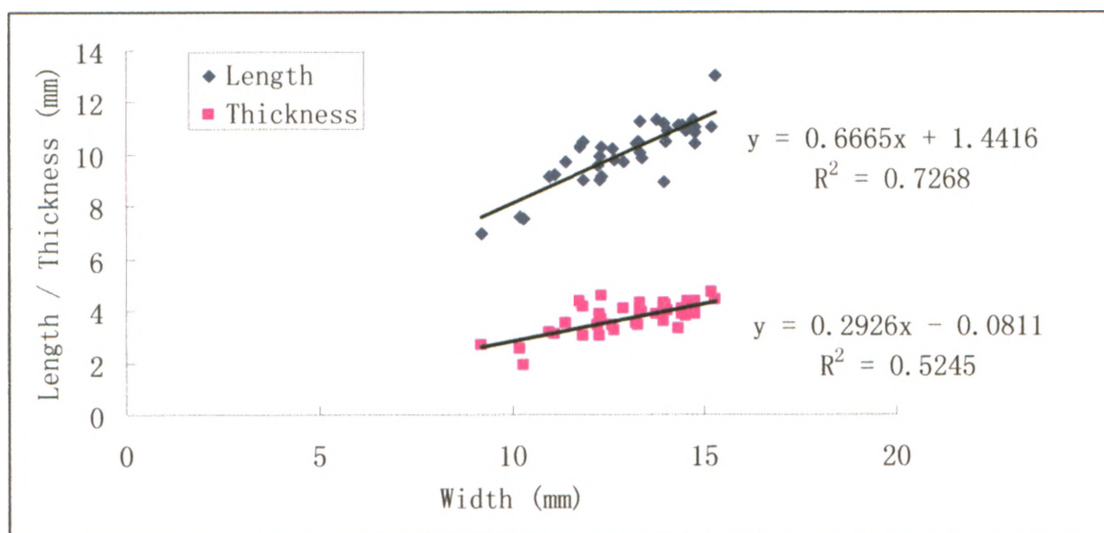 Length / Thickness (mm)
14
12
10
8
6
4
2
0
Length
Thickness
y = 0.6665x + 1.4416
R² = 0.7268
y = 0.2926x - 0.0811
R² = 0.5245
0 5 10 15 20
Width (mm)